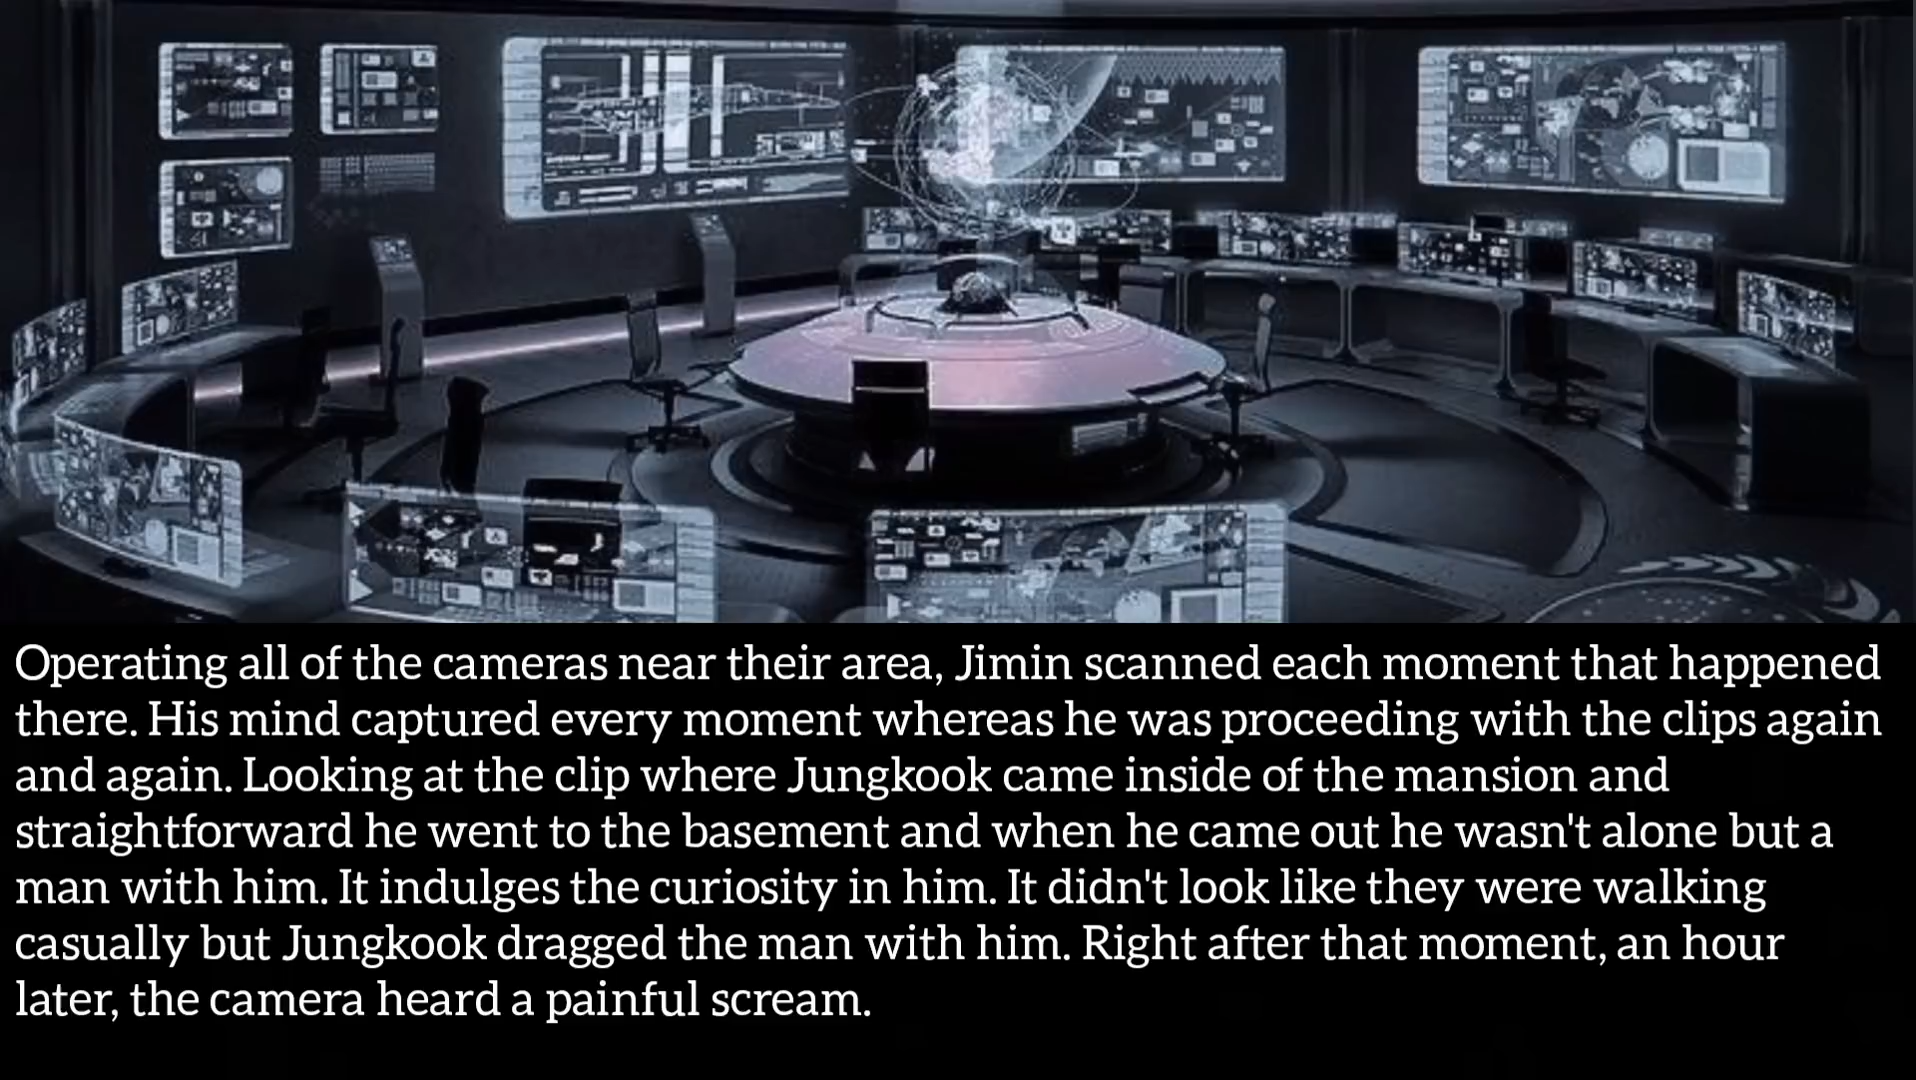 Operating all of the cameras near their area, Jimin scanned each moment that happened
there. His mind captured every moment whereas he was proceeding with the clips again
and again. Looking at the clip where Jungkook came inside of the mansion and
straightforward he went to the basement and when he came out he wasn't alone but a
man with him. It indulges the curiosity in him. It didn't look like they were walking
casually but Jungkook dragged the man with him. Right after that moment, an hour
later, the camera heard a painful scream.